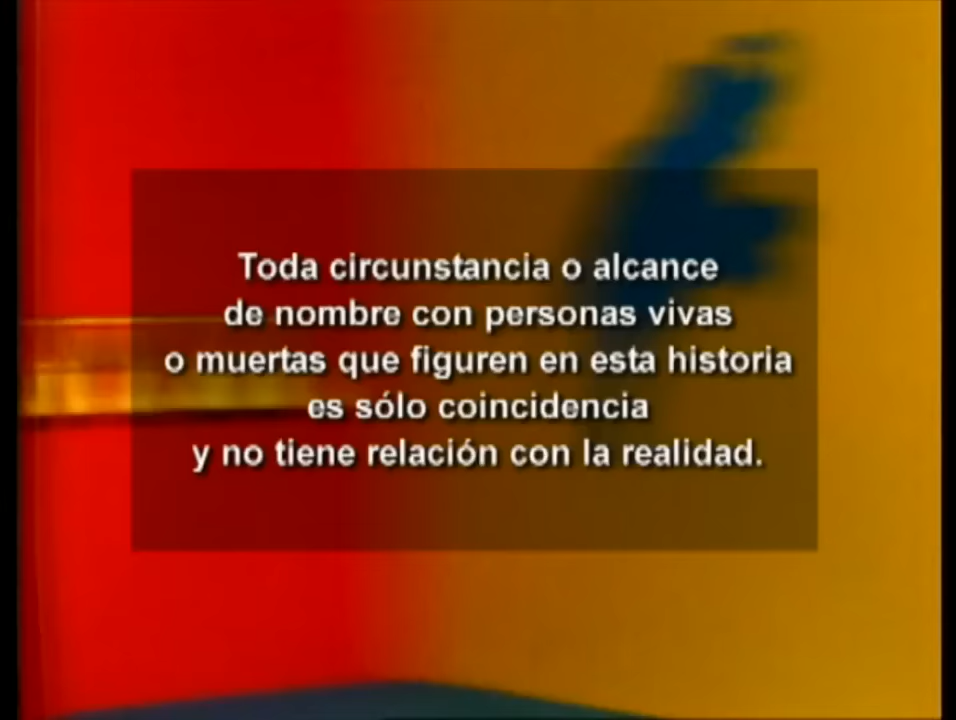 Toda circunstancia o alcance
de nombre con personas vivas
o muertas que figuren en esta historia
es sólo coincidencia
y no tiene relación con la realidad.